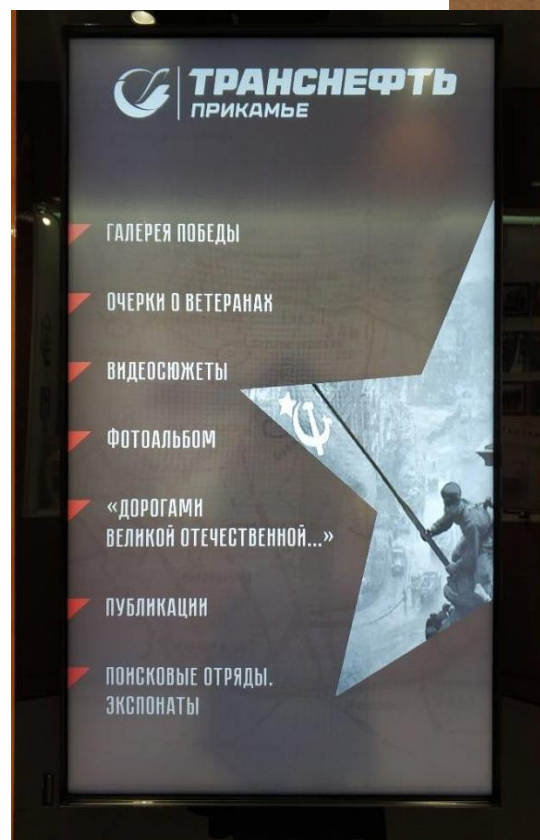 ТРАНСНЕФТЬ
ПРИКАМЬЕ
ГАЛЕРЕЯ ПОБЕДЫ
ОЧЕРКИ О ВЕТЕРАНАХ
ВИДЕОСЮЖЕТЫ
ФОТОАЛЬБОМ
«ДОРОГАМИ
ВЕЛИКОЙ ОТЕЧЕСТВЕННОЙ...»
ПУБЛИКАЦИИ
ПОИСКОВЫЕ ОТРЯДЫ.
ЭКСПОНАТЫ